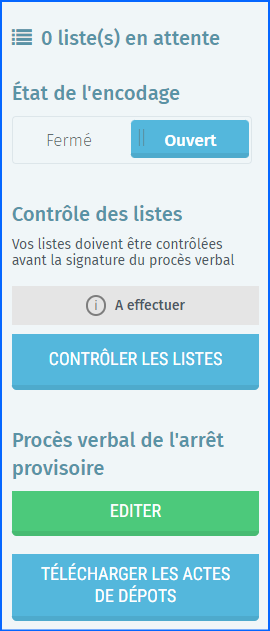 0 liste(s) en attente
État de l'encodage
Fermé Ouvert
Contrôle des listes
Vos listes doivent être contrôlées
avant la signature du procès verbal
i A effectuer
CONTRÔLER LES LISTES
Procès verbal de l'arrêt
provisoire
EDITER
TÉLÉCHARGER LES ACTES
DE DÉPOTS